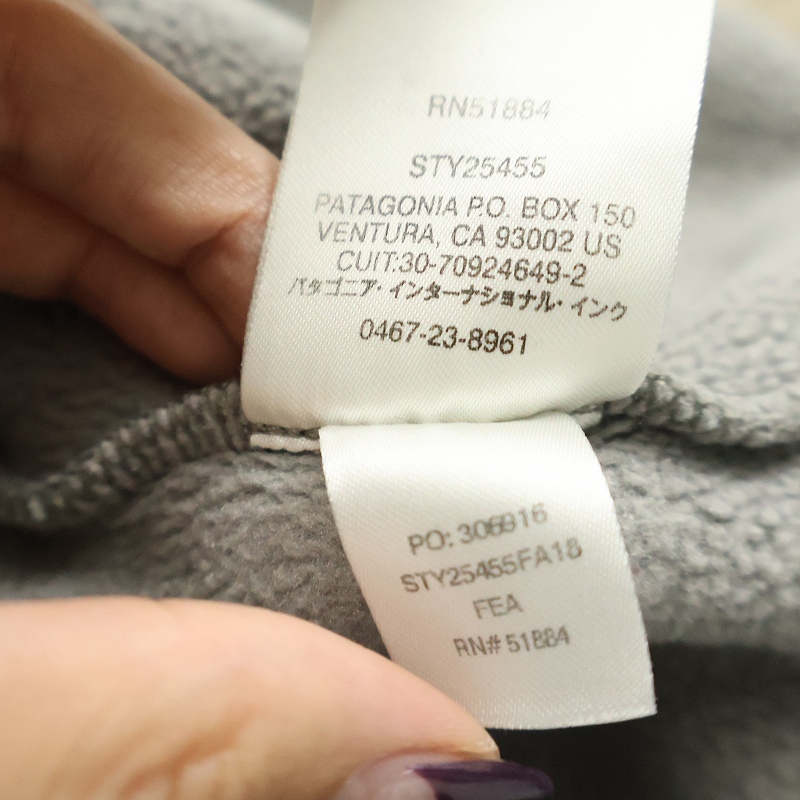 RN51884
STY25455
PATAGONIA P.O. BOX 150
VENTURA, CA 93002 US
CUIT:30-70924649-2
パタゴニア・インターナショナル・インク
0467-23-8961
PO: 306916
STY25455FA18
FEA
RN# 51884